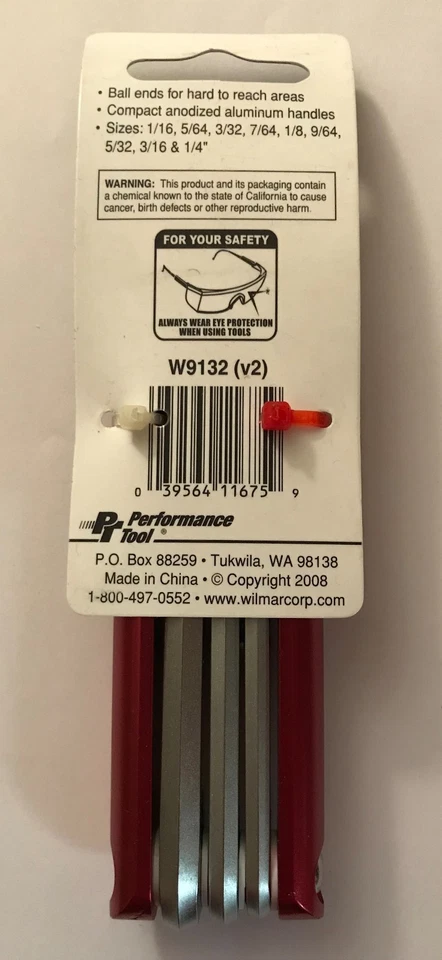 • Ball ends for hard to reach areas
• Compact anodized aluminum handles
• Sizes: 1/16, 5/64, 3/32, 7/64, 1/8, 9/64,
5/32, 3/16 & 1/4"
WARNING: This product and its packaging contain
a chemical known to the state of California to cause
cancer, birth defects or other reproductive harm.
FOR YOUR SAFETY
ALWAYS WEAR EYE PROTECTION
WHEN USING TOOLS
W9132 (v2)
0 39564 11675 9
PT Performance
Tool ®
P.O. Box 88259 • Tukwila, WA 98138
Made in China • © Copyright 2008
1-800-497-0552 • www.wilmarcorp.com